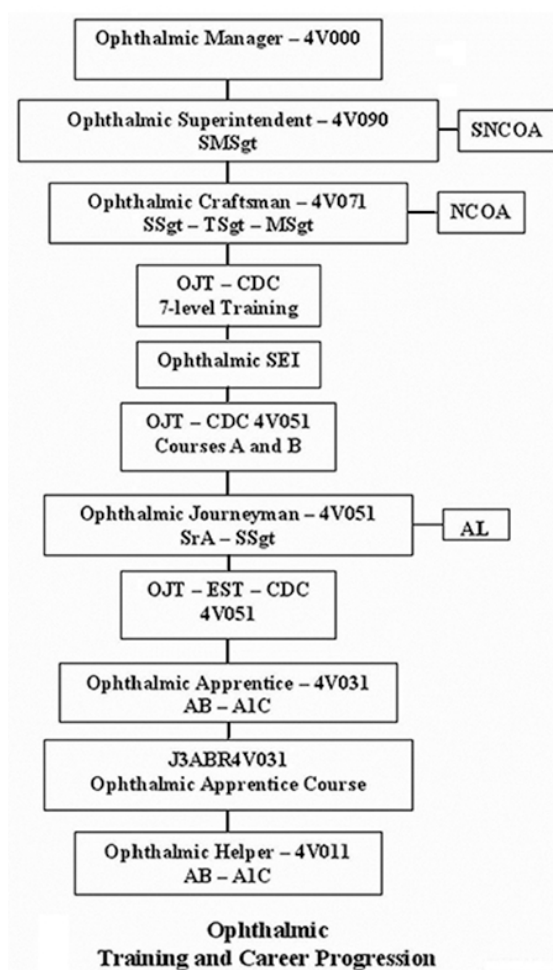 Ophthalmic Manager – 4V000
Ophthalmic Superintendent – 4V090
SMSgt
SNCOA
Ophthalmic Craftsman – 4V071
SSgt – TSgt – MSgt
NCOA
OJT – CDC
7-level Training
Ophthalmic SEI
OJT – CDC 4V051
Courses A and B
Ophthalmic Journeyman – 4V051
SrA – SSgt
AL
OJT – EST – CDC
4V051
Ophthalmic Apprentice – 4V031
AB – A1C
J3ABR4V031
Ophthalmic Apprentice Course
Ophthalmic Helper – 4V011
AB – A1C
Ophthalmic
Training and Career Progression